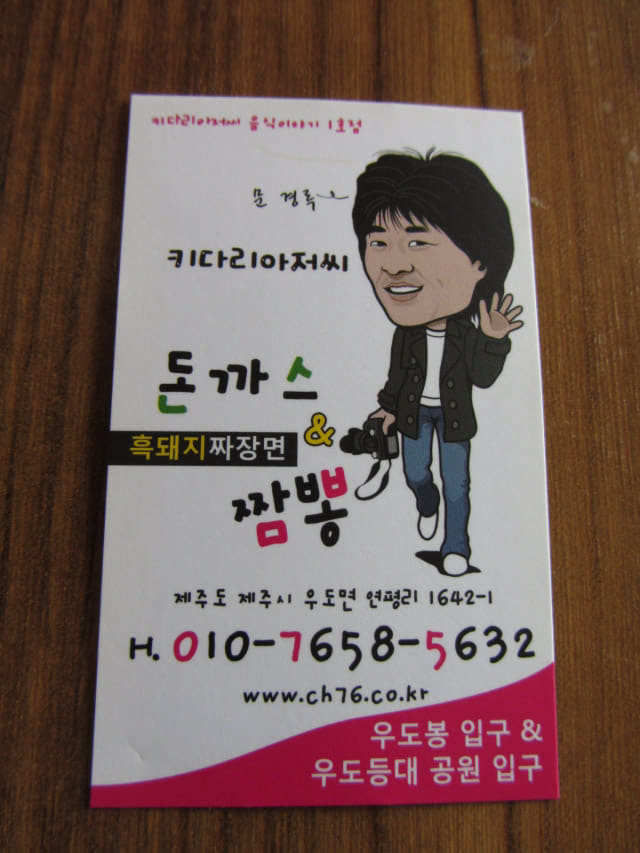 키다리아저씨 음식이야기 1호점
문 경록
키다리아저씨
돈까스
&
흑돼지짜장면
짬뽕
제주도 제주시 우도면 연평리 1642-1
H. 010-7658-5632
www.ch76.co.kr
우도봉 입구 &
우도등대 공원 입구